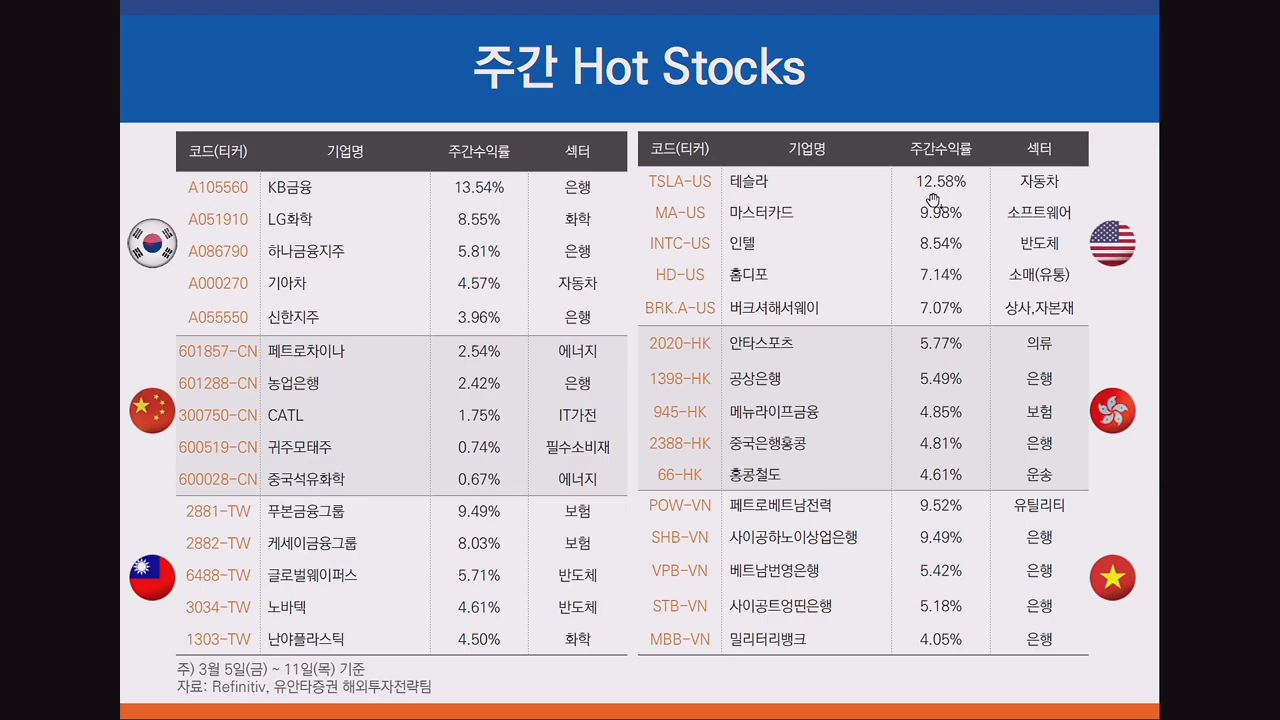 주간 Hot Stocks
코드(티커) 기업명 주간수익률 섹터
A105560 KB금융 13.54% 은행
A051910 LG화학 8.55% 화학
A086790 하나금융지주 5.81% 은행
A000270 기아차 4.57% 자동차
A055550 신한지주 3.96% 은행
601857-CN 페트로차이나 2.54% 에너지
601288-CN 농업은행 2.42% 은행
300750-CN CATL 1.75% IT가전
600519-CN 귀주모태주 0.74% 필수소비재
600028-CN 중국석유화학 0.67% 에너지
2881-TW 푸본금융그룹 9.49% 보험
2882-TW 케세이금융그룹 8.03% 보험
6488-TW 글로벌웨이퍼스 5.71% 반도체
3034-TW 노바텍 4.61% 반도체
1303-TW 난야플라스틱 4.50% 화학
코드(티커) 기업명 주간수익률 섹터
TSLA-US 테슬라 12.58% 자동차
MA-US 마스터카드 9.98% 소프트웨어
INTC-US 인텔 8.54% 반도체
HD-US 홈디포 7.14% 소매(유통)
BRK.A-US 버크셔해서웨이 7.07% 상사,자본재
2020-HK 안타스포츠 5.77% 의류
1398-HK 공상은행 5.49% 은행
945-HK 메뉴라이프금융 4.85% 보험
2388-HK 중국은행홍콩 4.81% 은행
66-HK 홍콩철도 4.61% 운송
POW-VN 페트로베트남전력 9.52% 유틸리티
SHB-VN 사이공하노이상업은행 9.49% 은행
VPB-VN 베트남번영은행 5.42% 은행
STB-VN 사이공트엉띤은행 5.18% 은행
MBB-VN 밀리터리뱅크 4.05% 은행
주) 3월 5일(금) ~ 11일(목) 기준
자료: Refinitiv, 유안타증권 해외투자전략팀